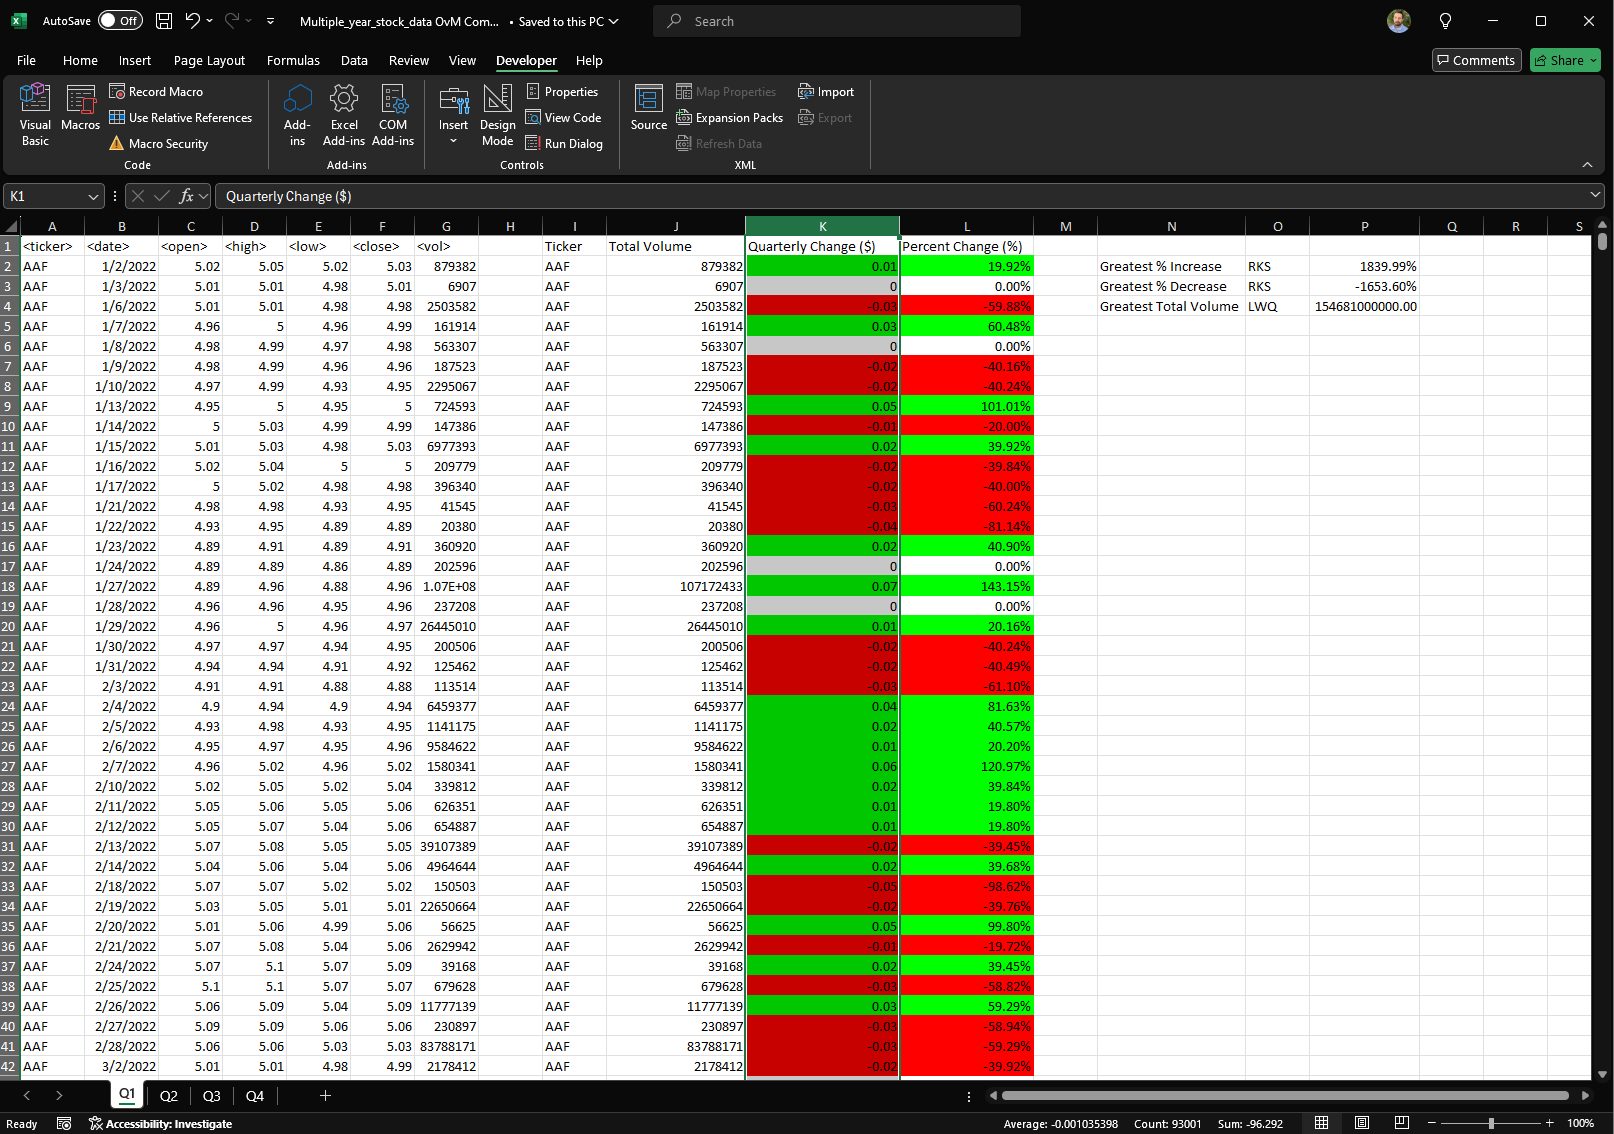 AutoSave Off Multiple_year_stock_data OvM Com... • Saved to this PC Search
File Home Insert Page Layout Formulas Data Review View Developer Help Comments Share
Visual Basic
Macros
Record Macro
Use Relative References
Macro Security
Code
Add-ins
Excel Add-ins
COM Add-ins
Add-ins
Insert
Design Mode
Properties
View Code
Run Dialog
Controls
Source
Map Properties
Expansion Packs
Refresh Data
Import
Export
XML
K1 fx Quarterly Change ($)
A B C D E F G H I J K L M N O P Q R S
1 <ticker> <date> <open> <high> <low> <close> <vol> Ticker Total Volume Quarterly Change ($) Percent Change (%)
2 AAF 1/2/2022 5.02 5.05 5.02 5.03 879382 AAF 879382 0.01 19.92% Greatest % Increase RKS 1839.99%
3 AAF 1/3/2022 5.01 5.01 4.98 5.01 6907 AAF 6907 0 0.00% Greatest % Decrease RKS -1653.60%
4 AAF 1/6/2022 5.01 5.01 4.98 4.98 2503582 AAF 2503582 -0.03 -59.88% Greatest Total Volume LWQ 154681000000.00
5 AAF 1/7/2022 4.96 5 4.96 4.99 161914 AAF 161914 0.03 60.48%
6 AAF 1/8/2022 4.98 4.99 4.97 4.98 563307 AAF 563307 0 0.00%
7 AAF 1/9/2022 4.98 4.99 4.96 4.96 187523 AAF 187523 -0.02 -40.16%
8 AAF 1/10/2022 4.97 4.99 4.93 4.95 2295067 AAF 2295067 -0.02 -40.24%
9 AAF 1/13/2022 4.95 5 4.95 5 724593 AAF 724593 0.05 101.01%
10 AAF 1/14/2022 5 5.03 4.99 4.99 147386 AAF 147386 -0.01 -20.00%
11 AAF 1/15/2022 5.01 5.03 4.98 5.03 6977393 AAF 6977393 0.02 39.92%
12 AAF 1/16/2022 5.02 5.04 5 5 209779 AAF 209779 -0.02 -39.84%
13 AAF 1/17/2022 5 5.02 4.98 4.98 396340 AAF 396340 -0.02 -40.00%
14 AAF 1/21/2022 4.98 4.98 4.93 4.95 41545 AAF 41545 -0.03 -60.24%
15 AAF 1/22/2022 4.93 4.95 4.89 4.89 20380 AAF 20380 -0.04 -81.14%
16 AAF 1/23/2022 4.89 4.91 4.89 4.91 360920 AAF 360920 0.02 40.90%
17 AAF 1/24/2022 4.89 4.89 4.86 4.89 202596 AAF 202596 0 0.00%
18 AAF 1/27/2022 4.89 4.96 4.88 4.96 1.07E+08 AAF 107172433 0.07 143.15%
19 AAF 1/28/2022 4.96 4.96 4.95 4.96 237208 AAF 237208 0 0.00%
20 AAF 1/29/2022 4.96 5 4.96 4.97 26445010 AAF 26445010 0.01 20.16%
21 AAF 1/30/2022 4.97 4.97 4.94 4.95 200506 AAF 200506 -0.02 -40.24%
22 AAF 1/31/2022 4.94 4.94 4.91 4.92 125462 AAF 125462 -0.02 -40.49%
23 AAF 2/3/2022 4.91 4.91 4.88 4.88 113514 AAF 113514 -0.03 -61.10%
24 AAF 2/4/2022 4.9 4.94 4.9 4.94 6459377 AAF 6459377 0.04 81.63%
25 AAF 2/5/2022 4.93 4.98 4.93 4.95 1141175 AAF 1141175 0.02 40.57%
26 AAF 2/6/2022 4.95 4.97 4.95 4.96 9584622 AAF 9584622 0.01 20.20%
27 AAF 2/7/2022 4.96 5.02 4.96 5.02 1580341 AAF 1580341 0.06 120.97%
28 AAF 2/10/2022 5.02 5.05 5.02 5.04 339812 AAF 339812 0.02 39.84%
29 AAF 2/11/2022 5.05 5.06 5.05 5.06 626351 AAF 626351 0.01 19.80%
30 AAF 2/12/2022 5.05 5.07 5.04 5.06 654887 AAF 654887 0.01 19.80%
31 AAF 2/13/2022 5.07 5.08 5.05 5.05 39107389 AAF 39107389 -0.02 -39.45%
32 AAF 2/14/2022 5.04 5.06 5.04 5.06 4964644 AAF 4964644 0.02 39.68%
33 AAF 2/18/2022 5.07 5.07 5.02 5.02 150503 AAF 150503 -0.05 -98.62%
34 AAF 2/19/2022 5.03 5.05 5.01 5.01 22650664 AAF 22650664 -0.02 -39.76%
35 AAF 2/20/2022 5.01 5.06 4.99 5.06 56625 AAF 56625 0.05 99.80%
36 AAF 2/21/2022 5.07 5.08 5.04 5.06 2629942 AAF 2629942 -0.01 -19.72%
37 AAF 2/24/2022 5.07 5.1 5.07 5.09 39168 AAF 39168 0.02 39.45%
38 AAF 2/25/2022 5.1 5.1 5.07 5.07 679628 AAF 679628 -0.03 -58.82%
39 AAF 2/26/2022 5.06 5.09 5.04 5.09 11777139 AAF 11777139 0.03 59.29%
40 AAF 2/27/2022 5.09 5.09 5.06 5.06 230897 AAF 230897 -0.03 -58.94%
41 AAF 2/28/2022 5.06 5.06 5.03 5.03 83788171 AAF 83788171 -0.03 -59.29%
42 AAF 3/2/2022 5.01 5.01 4.98 4.99 2178412 AAF 2178412 -0.02 -39.92%
Q1 Q2 Q3 Q4
Ready Accessibility: Investigate Average: -0.001035398 Count: 93001 Sum: -96.292 100%